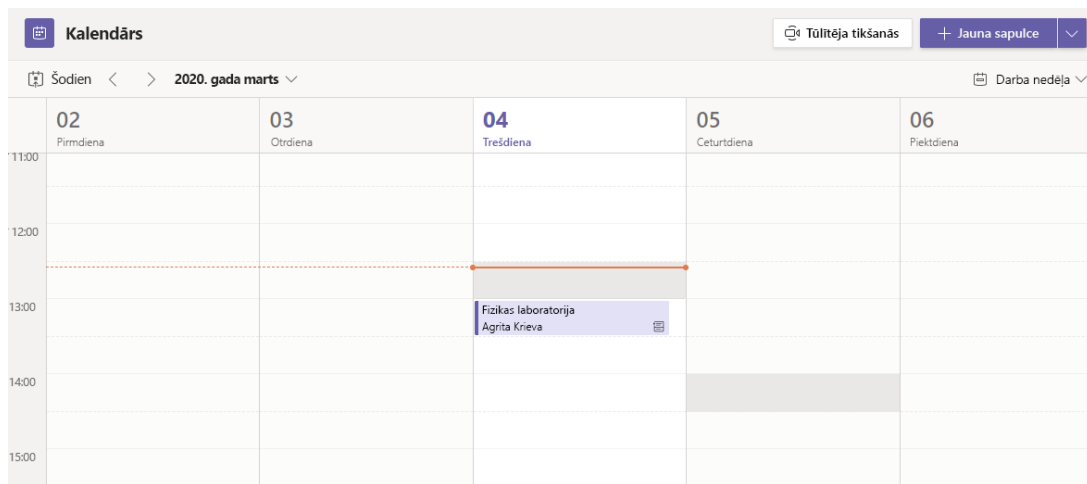 Kalendārs
Tūlītēja tikšanās
+ Jauna sapulce
Šodien
2020. gada marts
Darba nedēļa
02
Pirmdiena
03
Otrdiena
04
Trešdiena
05
Ceturtdiena
06
Piektdiena
11:00
12:00
13:00
Fizikas laboratorija
Agrita Krieva
14:00
15:00